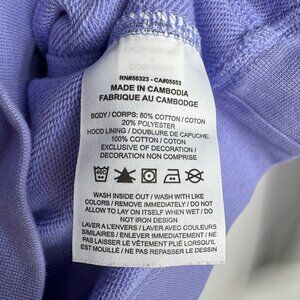 RN#56323 - CA#05553
MADE IN CAMBODIA
FABRIQUE AU CAMBODGE
BODY / CORPS: 80% COTTON / COTON
20% POLYESTER
HOOD LINING / DOUBLURE DE CAPUCHE:
100% COTTON / COTON
EXCLUSIVE OF DECORATION /
DECORATION NON COMPRISE
WASH INSIDE OUT / WASH WITH LIKE
COLORS / REMOVE IMMEDIATELY / DO NOT
ALLOW TO LAY ON ITSELF WHEN WET / DO
NOT IRON DESIGN
LAVER A L'ENVERS / LAVER AVEC COULEURS
SIMILAIRES / ENLEVER IMMEDIATEMENT / NE
PAS LAISSER LE VÊTEMENT PLIÉ LORSQU'IL
EST MOUILLÉ / NE PAS REPASSER LE DESSIN